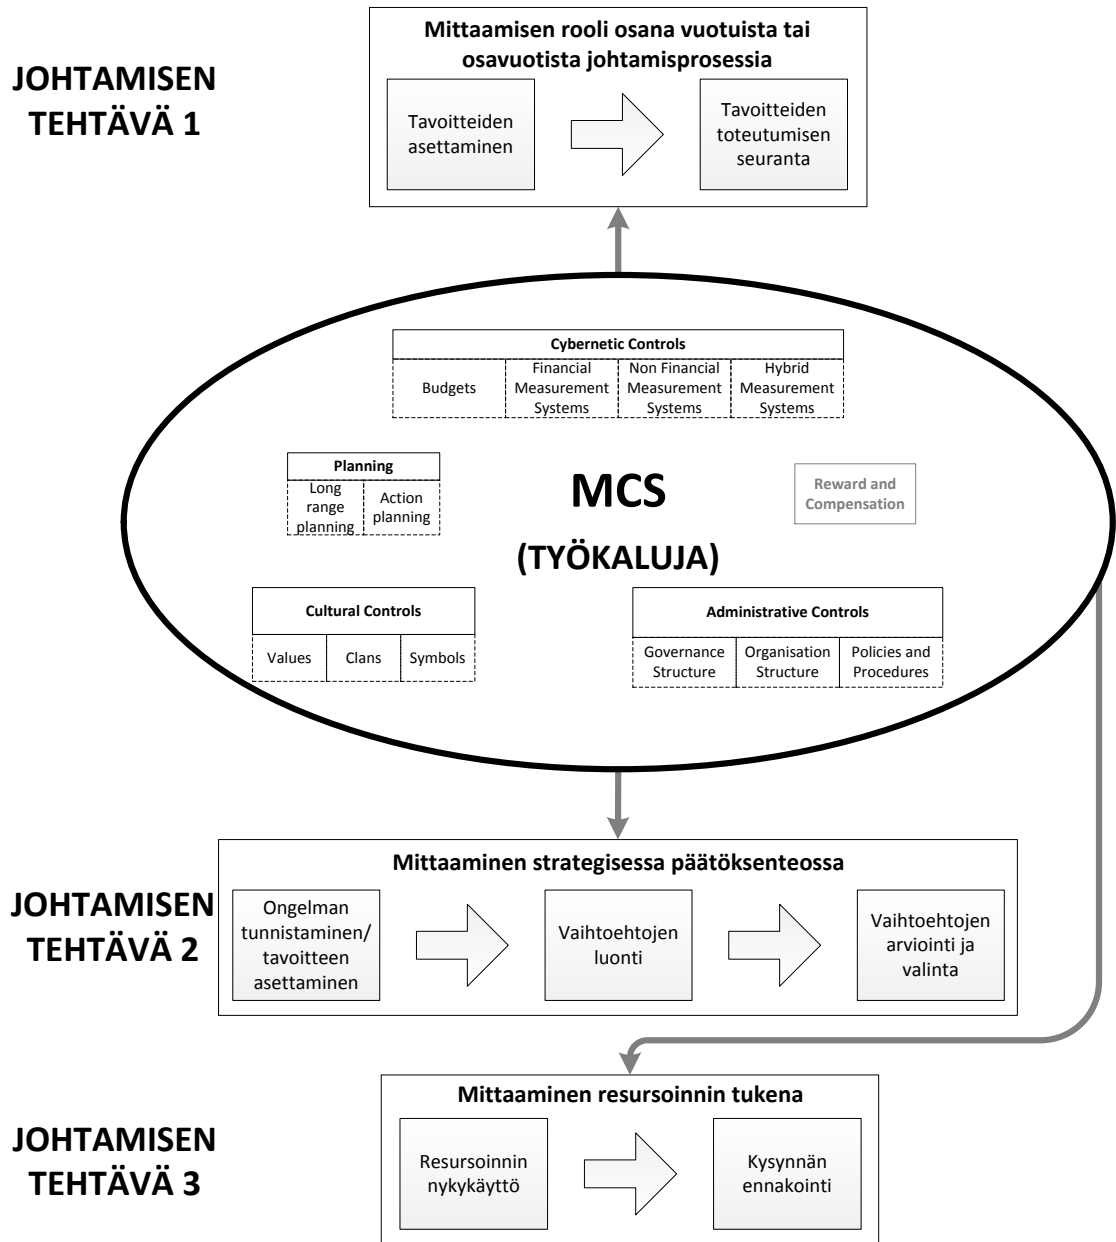 Mittaamisen rooli osana vuotuista tai
osavuotista johtamisprosessia
JOHTAMISEN
TEHTÄVÄ 1
Tavoitteiden
asettaminen
Tavoitteiden
toteutumisen
seuranta
Cybernetic Controls
Budgets
Financial
Measurement
Systems
Non Financial
Measurement
Systems
Hybrid
Measurement
Systems
Planning
Long
range
planning
Action
planning
MCS
(TYÖKALUJA)
Reward and
Compensation
Cultural Controls
Values
Clans
Symbols
Administrative Controls
Governance
Structure
Organisation
Structure
Policies and
Procedures
JOHTAMISEN
TEHTÄVÄ 2
Mittaaminen strategisessa päätöksenteossa
Ongelman
tunnistaminen/
tavoitteen
asettaminen
Vaihtoehtojen
luonti
Vaihtoehtojen
arviointi ja
valinta
JOHTAMISEN
TEHTÄVÄ 3
Mittaaminen resursoinnin tukena
Resursoinnin
nykykäyttö
Kysynnän
ennakointi